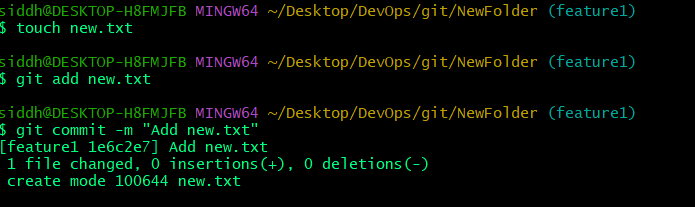 siddh@DESKTOP-H8FMJFB MINGW64 ~/Desktop/DevOps/git/NewFolder (feature1)
$ touch new.txt
siddh@DESKTOP-H8FMJFB MINGW64 ~/Desktop/DevOps/git/NewFolder (feature1)
$ git add new.txt
siddh@DESKTOP-H8FMJFB MINGW64 ~/Desktop/DevOps/git/NewFolder (feature1)
$ git commit -m "Add new.txt"
[feature1 1e6c2e7] Add new.txt
 1 file changed, 0 insertions(+), 0 deletions(-)
 create mode 100644 new.txt